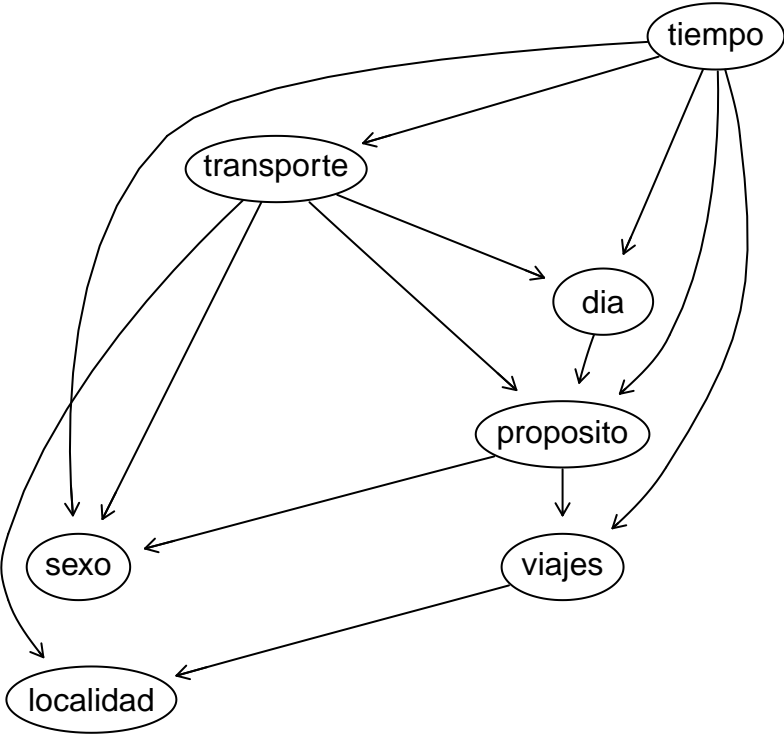 tiempo
transporte
dia
proposito
sexo
viajes
localidad